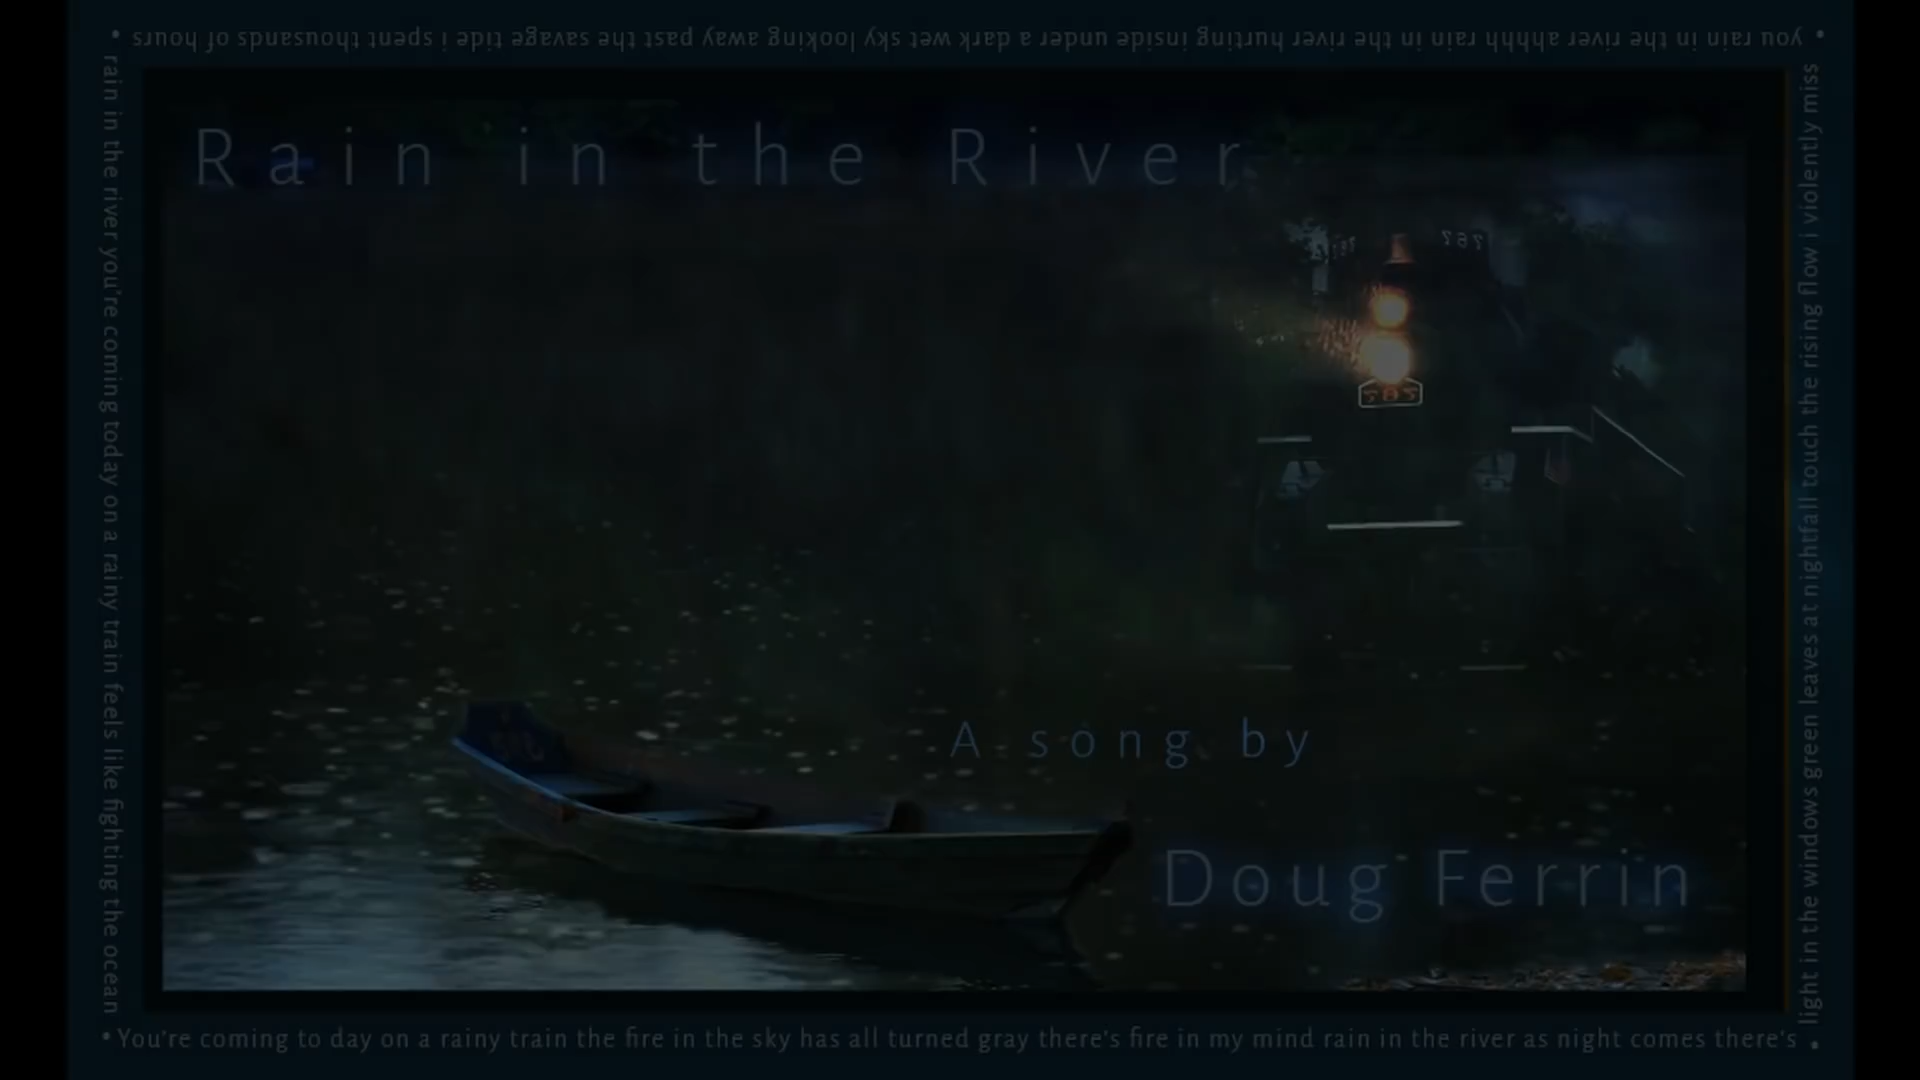 • you rain in the river ahhhh rain in the river hurting inside under a dark wet sky looking away past the savage tide i spent thousands of hours •
rain in the river you're coming today on a rainy train feels like fighting the ocean
light in the windows green leaves at nightfall touch the rising flow i violently miss
Rain in the River
767
A song by
Doug Ferrin
• You're coming to day on a rainy train the fire in the sky has all turned gray there's fire in my mind rain in the river as night comes there's •